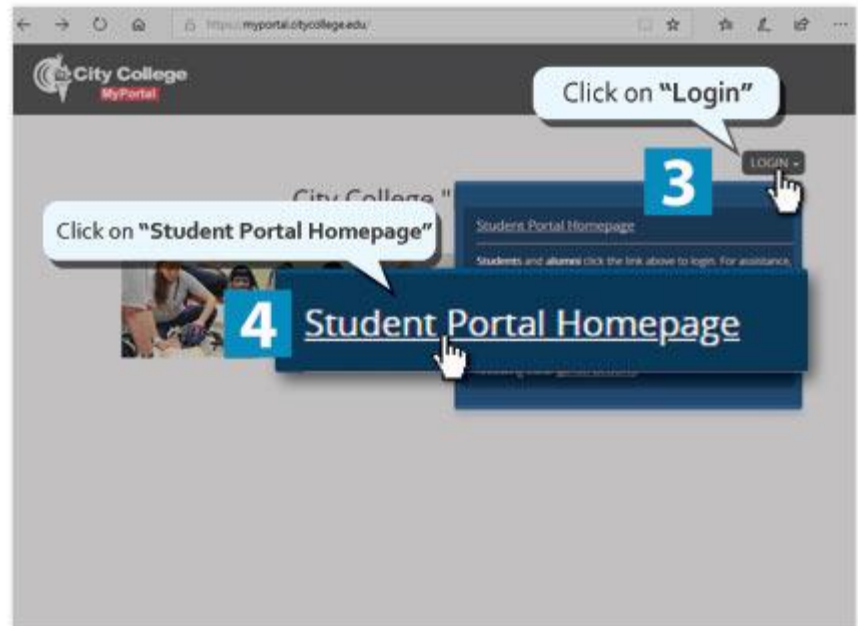 https://myportal.citycollege.edu/
City College
MyPortal
Click on "Login"
3
LOGIN
City College "
Click on "Student Portal Homepage"
Student Portal Homepage
Students and alumni click the link above to login. For assistance,
4
Student Portal Homepage